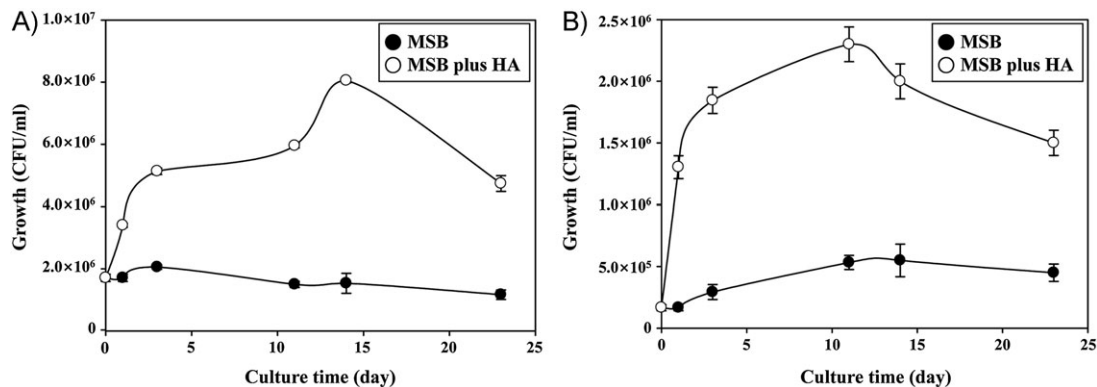 A)
MSB
MSB plus HA
1.0×10⁷
8.0×10⁶
6.0×10⁶
4.0×10⁶
2.0×10⁶
0
Growth (CFU/ml)
0 5 10 15 20 25
Culture time (day)
B)
MSB
MSB plus HA
2.5×10⁶
2.0×10⁶
1.5×10⁶
1.0×10⁶
5.0×10⁵
0
Growth (CFU/ml)
0 5 10 15 20 25
Culture time (day)